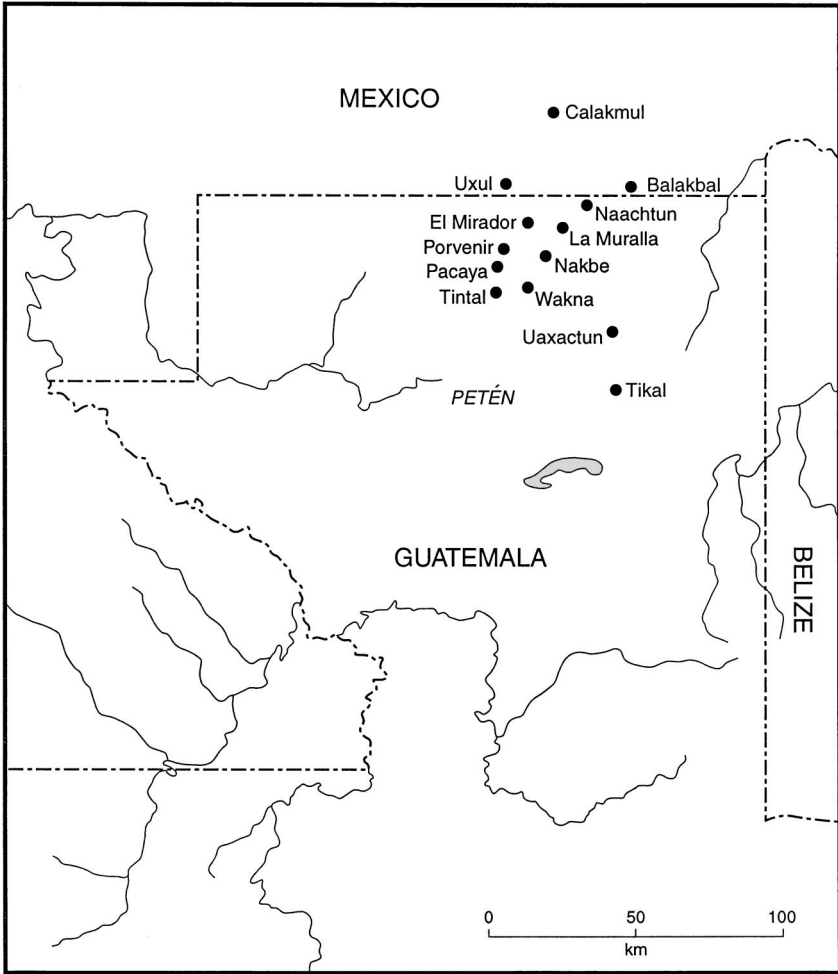 MEXICO
Calakmul
Uxul
Balakbal
Naachtun
El Mirador
La Muralla
Porvenir
Nakbe
Pacaya
Tintal
Wakna
Uaxactun
Tikal
PETÉN
GUATEMALA
BELIZE
0 50 100
km